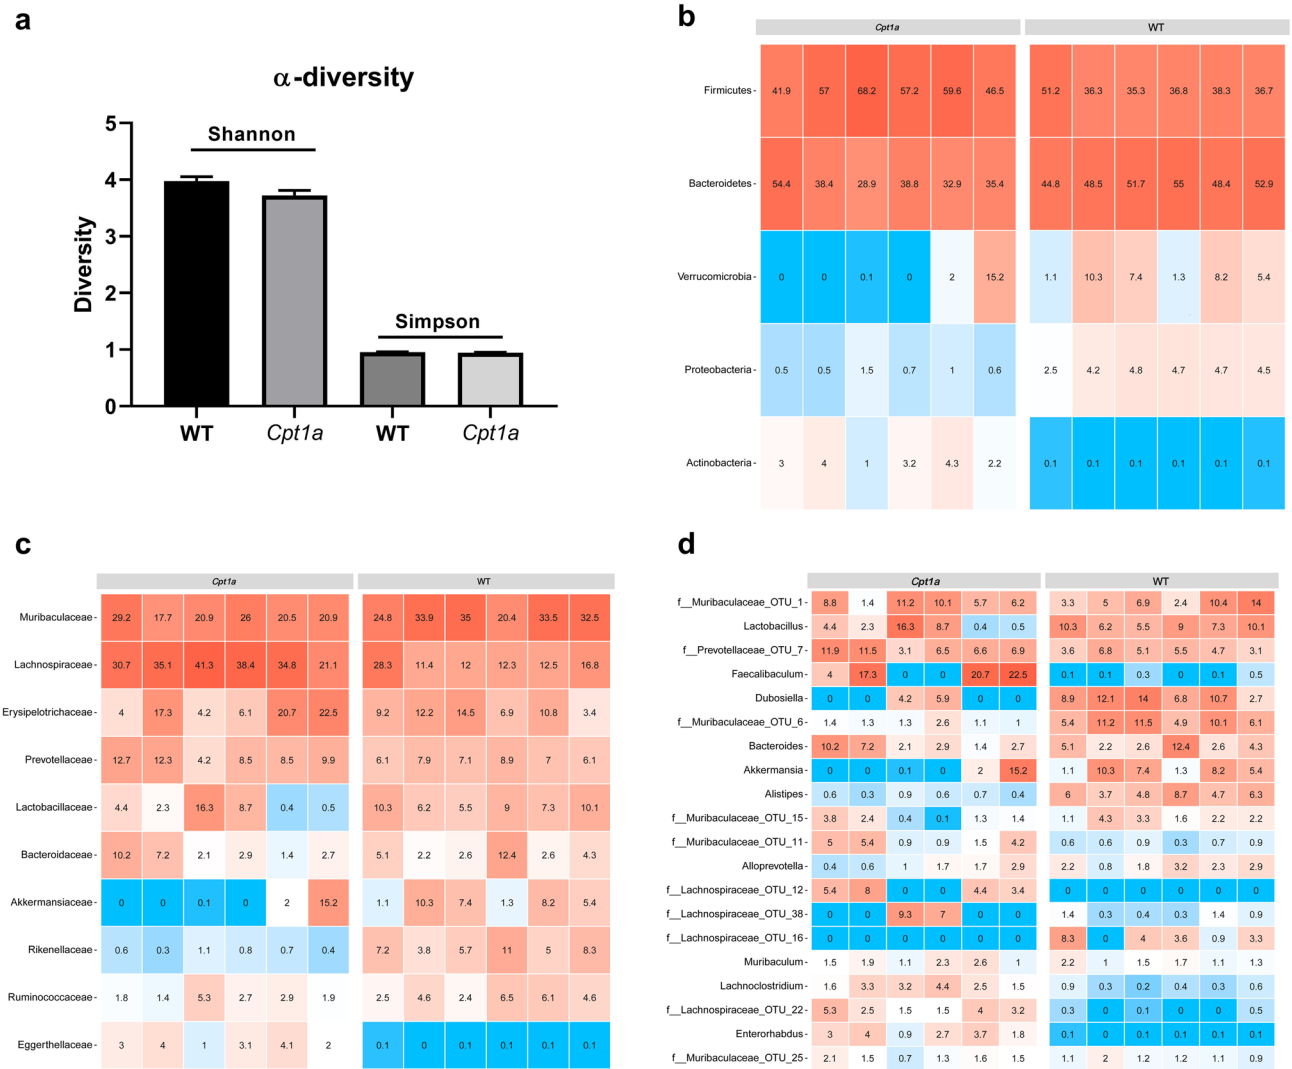 a
α-diversity
Diversity
5
4
3
2
1
0
Shannon
Simpson
WT
Cpt1a
WT
Cpt1a
b
Cpt1a WT
Firmicutes 41.9 57 68.2 57.2 59.6 46.5 51.2 36.3 35.3 36.8 38.3 36.7
Bacteroidetes 54.4 38.4 28.9 38.8 32.9 35.4 44.8 48.5 51.7 55 48.4 52.9
Verrucomicrobia 0 0 0.1 0 2 15.2 1.1 10.3 7.4 1.3 8.2 5.4
Proteobacteria 0.5 0.5 1.5 0.7 1 0.6 2.5 4.2 4.8 4.7 4.7 4.5
Actinobacteria 3 4 1 3.2 4.3 2.2 0.1 0.1 0.1 0.1 0.1 0.1
c
Cpt1a WT
Muribaculaceae 29.2 17.7 20.9 26 20.5 20.9 24.8 33.9 35 20.4 33.5 32.5
Lachnospiraceae 30.7 35.1 41.3 38.4 34.8 21.1 28.3 11.4 12 12.3 12.5 16.8
Erysipelotrichaceae 4 17.3 4.2 6.1 20.7 22.5 9.2 12.2 14.5 6.9 10.8 3.4
Prevotellaceae 12.7 12.3 4.2 8.5 8.5 9.9 6.1 7.9 7.1 8.9 7 6.1
Lactobacillaceae 4.4 2.3 16.3 8.7 0.4 0.5 10.3 6.2 5.5 9 7.3 10.1
Bacteroidaceae 10.2 7.2 2.1 2.9 1.4 2.7 5.1 2.2 2.6 12.4 2.6 4.3
Akkermansiaceae 0 0 0.1 0 2 15.2 1.1 10.3 7.4 1.3 8.2 5.4
Rikenellaceae 0.6 0.3 1.1 0.8 0.7 0.4 7.2 3.8 5.7 11 5 8.3
Ruminococcaceae 1.8 1.4 5.3 2.7 2.9 1.9 2.5 4.6 2.4 6.5 6.1 4.6
Eggerthellaceae 3 4 1 3.1 4.1 2 0.1 0 0.1 0.1 0.1 0.1
d
Cpt1a WT
f__Muribaculaceae_OTU_1 8.8 1.4 11.2 10.1 5.7 6.2 3.3 5 6.9 2.4 10.4 14
Lactobacillus 4.4 2.3 16.3 8.7 0.4 0.5 10.3 6.2 5.5 9 7.3 10.1
f__Prevotellaceae_OTU_7 11.9 11.5 3.1 6.5 6.6 6.9 3.6 6.8 5.1 5.5 4.7 3.1
Faecalibaculum 4 17.3 0 0 20.7 22.5 0.1 0.1 0.3 0 0.1 0.5
Dubosiella 0 0 4.2 5.9 0 0 8.9 12.1 14 6.8 10.7 2.7
f__Muribaculaceae_OTU_6 1.4 1.3 1.3 2.6 1.1 1 5.4 11.2 11.5 4.9 10.1 6.1
Bacteroides 10.2 7.2 2.1 2.9 1.4 2.7 5.1 2.2 2.6 12.4 2.6 4.3
Akkermansia 0 0 0.1 0 2 15.2 1.1 10.3 7.4 1.3 8.2 5.4
Alistipes 0.6 0.3 0.9 0.6 0.7 0.4 6 3.7 4.8 8.7 4.7 6.3
f__Muribaculaceae_OTU_15 3.8 2.4 0.4 0.1 1.3 1.4 1.1 4.3 3.3 1.6 2.2 2.2
f__Muribaculaceae_OTU_11 5 5.4 0.9 0.9 1.5 4.2 0.6 0.6 0.9 0.3 0.7 0.9
Alloprevotella 0.4 0.6 1 1.7 1.7 2.9 2.2 0.8 1.8 3.2 2.3 2.9
f__Lachnospiraceae_OTU_12 5.4 8 0 0 4.4 3.4 0 0 0 0 0 0
f__Lachnospiraceae_OTU_38 0 0 9.3 7 0 0 1.4 0.3 0.4 0.3 1.4 0.9
f__Lachnospiraceae_OTU_16 0 0 0 0 0 0 8.3 0 4 3.6 0.9 3.3
Muribaculum 1.5 1.9 1.1 2.3 2.6 1 2.2 1 1.5 1.7 1.1 1.3
Lachnoclostridium 1.6 3.3 3.2 4.4 2.5 1.5 0.9 0.3 0.2 0.4 0.3 0.6
f__Lachnospiraceae_OTU_22 5.3 2.5 1.5 1.5 4 3.2 0.3 0 0.1 0 0 0.5
Enterorhabdus 3 4 0.9 2.7 3.7 1.8 0.1 0 0.1 0.1 0.1 0.1
f__Muribaculaceae_OTU_25 2.1 1.5 0.7 1.3 1.6 1.5 1.1 2 1.2 1.2 1.1 0.9